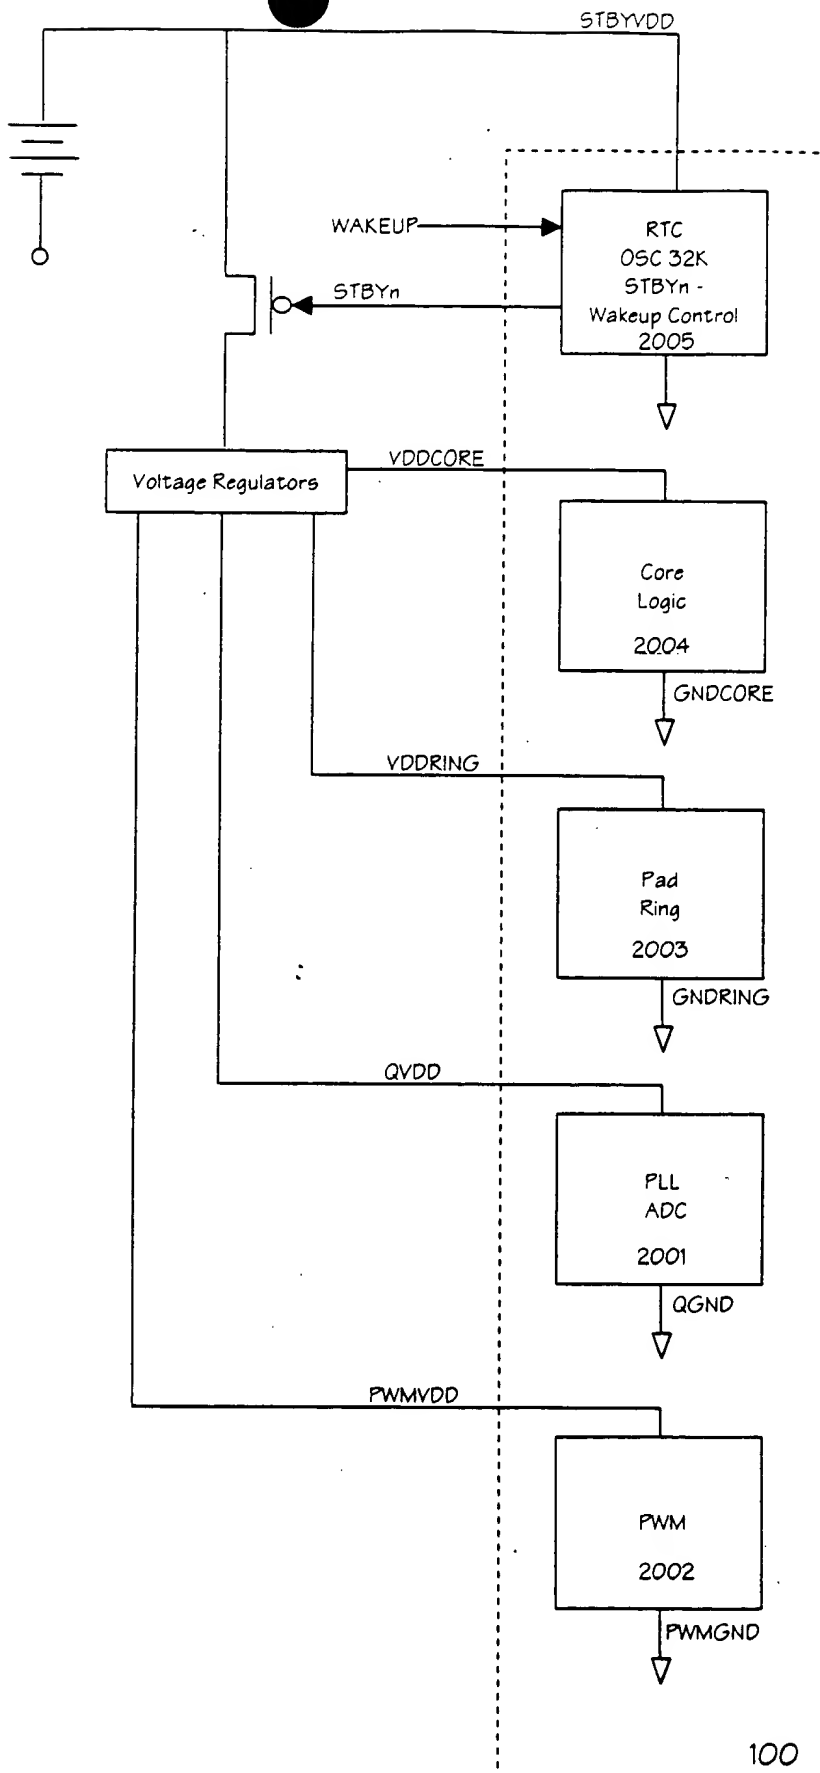 STBYVDD
WAKEUP
RTC
OSC 32K
STBYn -
Wakeup Control
2005
STBYn
VDDCORE
Voltage Regulators
Core
Logic
2004
GNDCORE
VDDRING
Pad
Ring
2003
GNDRING
QVDD
PLL
ADC
2001
QGND
PWMVDD
PWM
2002
PWMGND
100